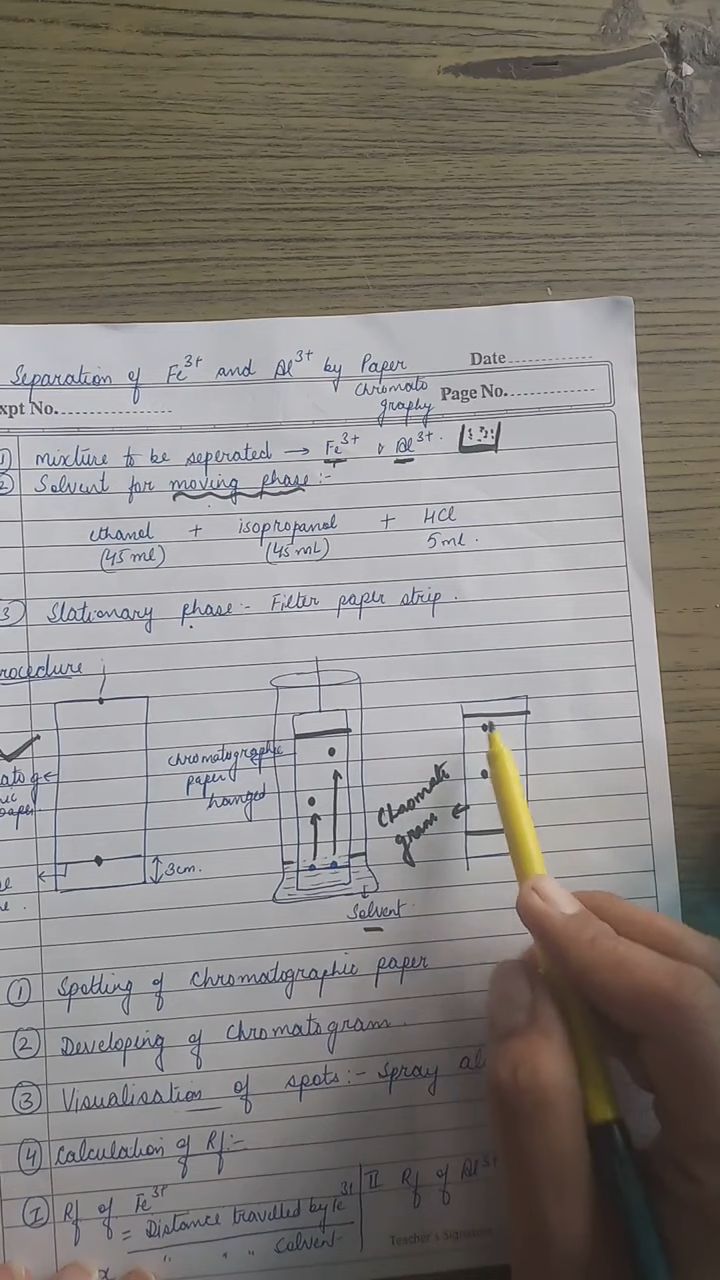 Separation of Fe3+ and Al3+ by Paper
Chromato
graphy
Date
xpt No.
Page No.
1 mixture to be seperated → Fe3+ & Al3+.
2 Solvent for moving phase:-
ethanol + isopropanol + HCl
(45 ml) (45 mL) 5 ml.
3 Stationary phase:- Filter paper strip.
rocedure
chromatographic
paper
hanged
Chromato
gram
3cm.
Solvent
① Spotting of chromatographic paper
② Developing of chromatogram.
③ Visualisation of spots:- Spray al
④ Calculation of Rf:-
Ⓘ Rf of Fe3+
= Distance travelled by Fe3+
" " " Solvent
II Rf of Al3+
Teacher's Signature